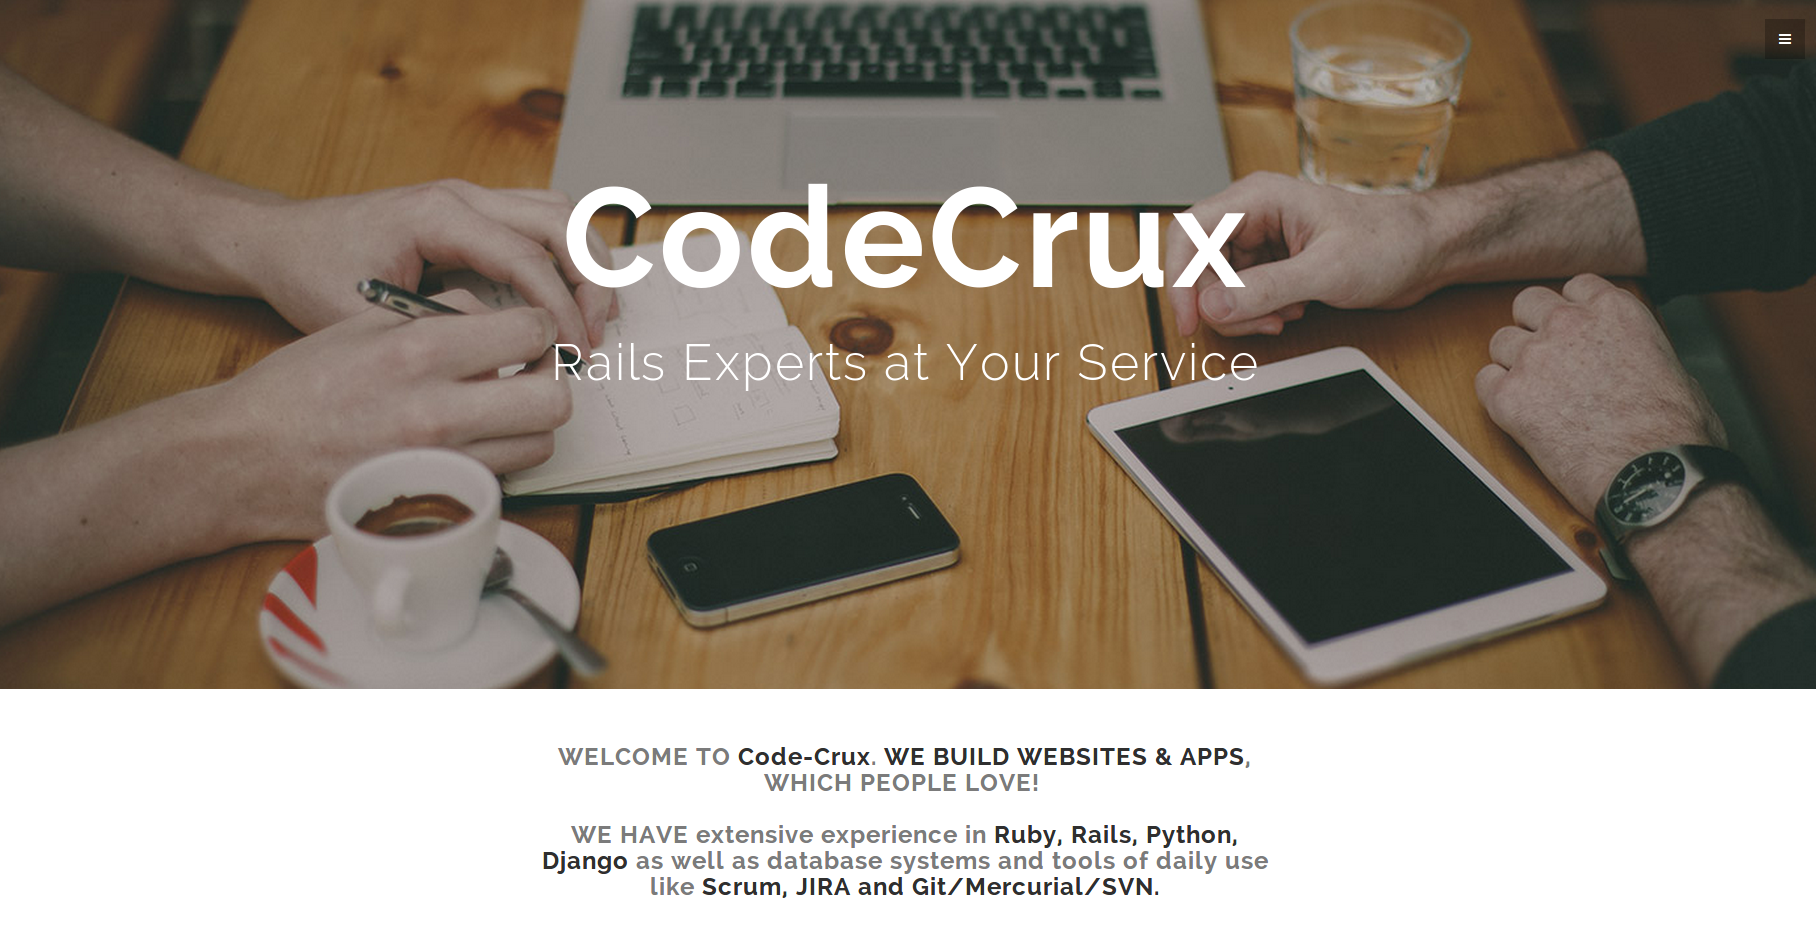 CodeCrux
Rails Experts at Your Service
WELCOME TO Code-Crux. WE BUILD WEBSITES & APPS,
WHICH PEOPLE LOVE!
WE HAVE extensive experience in Ruby, Rails, Python,
Django as well as database systems and tools of daily use
like Scrum, JIRA and Git/Mercurial/SVN.